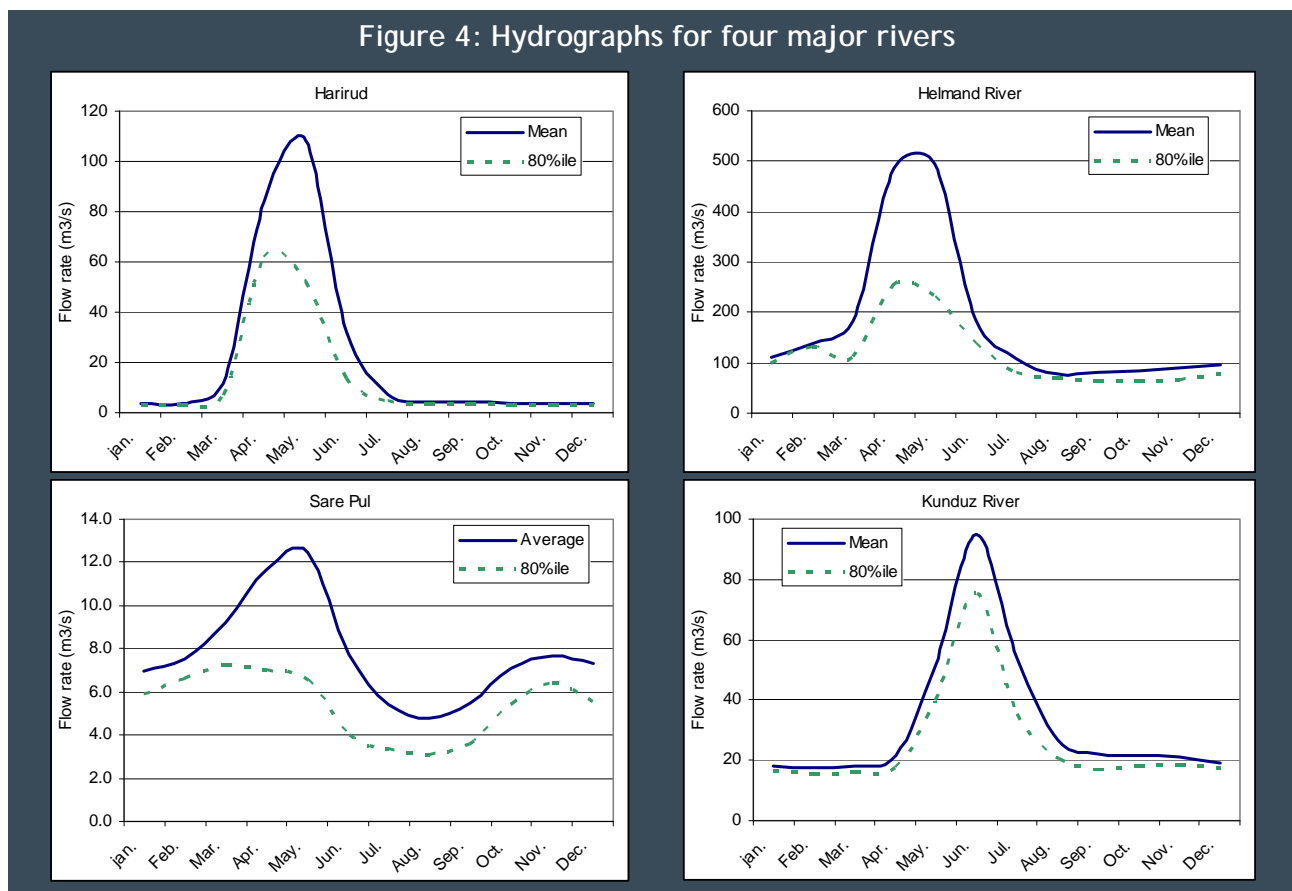 Figure 4: Hydrographs for four major rivers
Harirud
120
100
80
60
40
20
0
Flow rate (m3/s)
Mean
80%ile
jan. Feb. Mar. Apr. May. Jun. Jul. Aug. Sep. Oct. Nov. Dec.
Helmand River
600
500
400
300
200
100
0
Flow rate (m3/s)
Mean
80%ile
jan. Feb. Mar. Apr. May. Jun. Jul. Aug. Sep. Oct. Nov. Dec.
Sare Pul
14.0
12.0
10.0
8.0
6.0
4.0
2.0
0.0
Flow rate (m3/s)
Average
80%ile
jan. Feb. Mar. Apr. May. Jun. Jul. Aug. Sep. Oct. Nov. Dec.
Kunduz River
100
80
60
40
20
0
Flow rate (m3/s)
Mean
80%ile
jan. Feb. Mar. Apr. May. Jun. Jul. Aug. Sep. Oct. Nov. Dec.